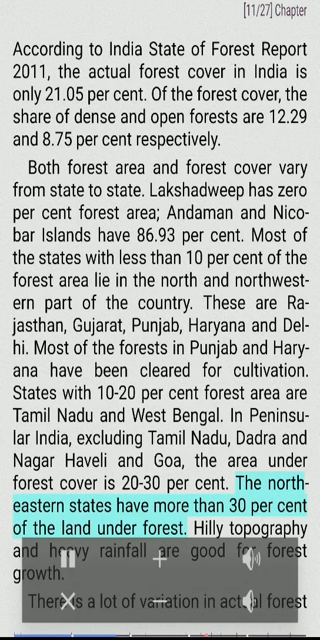 [11/27] Chapter
According to India State of Forest Report
2011, the actual forest cover in India is
only 21.05 per cent. Of the forest cover, the
share of dense and open forests are 12.29
and 8.75 per cent respectively.
Both forest area and forest cover vary
from state to state. Lakshadweep has zero
per cent forest area; Andaman and Nico-
bar Islands have 86.93 per cent. Most of
the states with less than 10 per cent of the
forest area lie in the north and northwest-
ern part of the country. These are Ra-
jasthan, Gujarat, Punjab, Haryana and Del-
hi. Most of the forests in Punjab and Hary-
ana have been cleared for cultivation.
States with 10-20 per cent forest area are
Tamil Nadu and West Bengal. In Peninsu-
lar India, excluding Tamil Nadu, Dadra and
Nagar Haveli and Goa, the area under
forest cover is 20-30 per cent. The north-
eastern states have more than 30 per cent
of the land under forest. Hilly topography
and heavy rainfall are good for forest
growth.
There is a lot of variation in actual forest